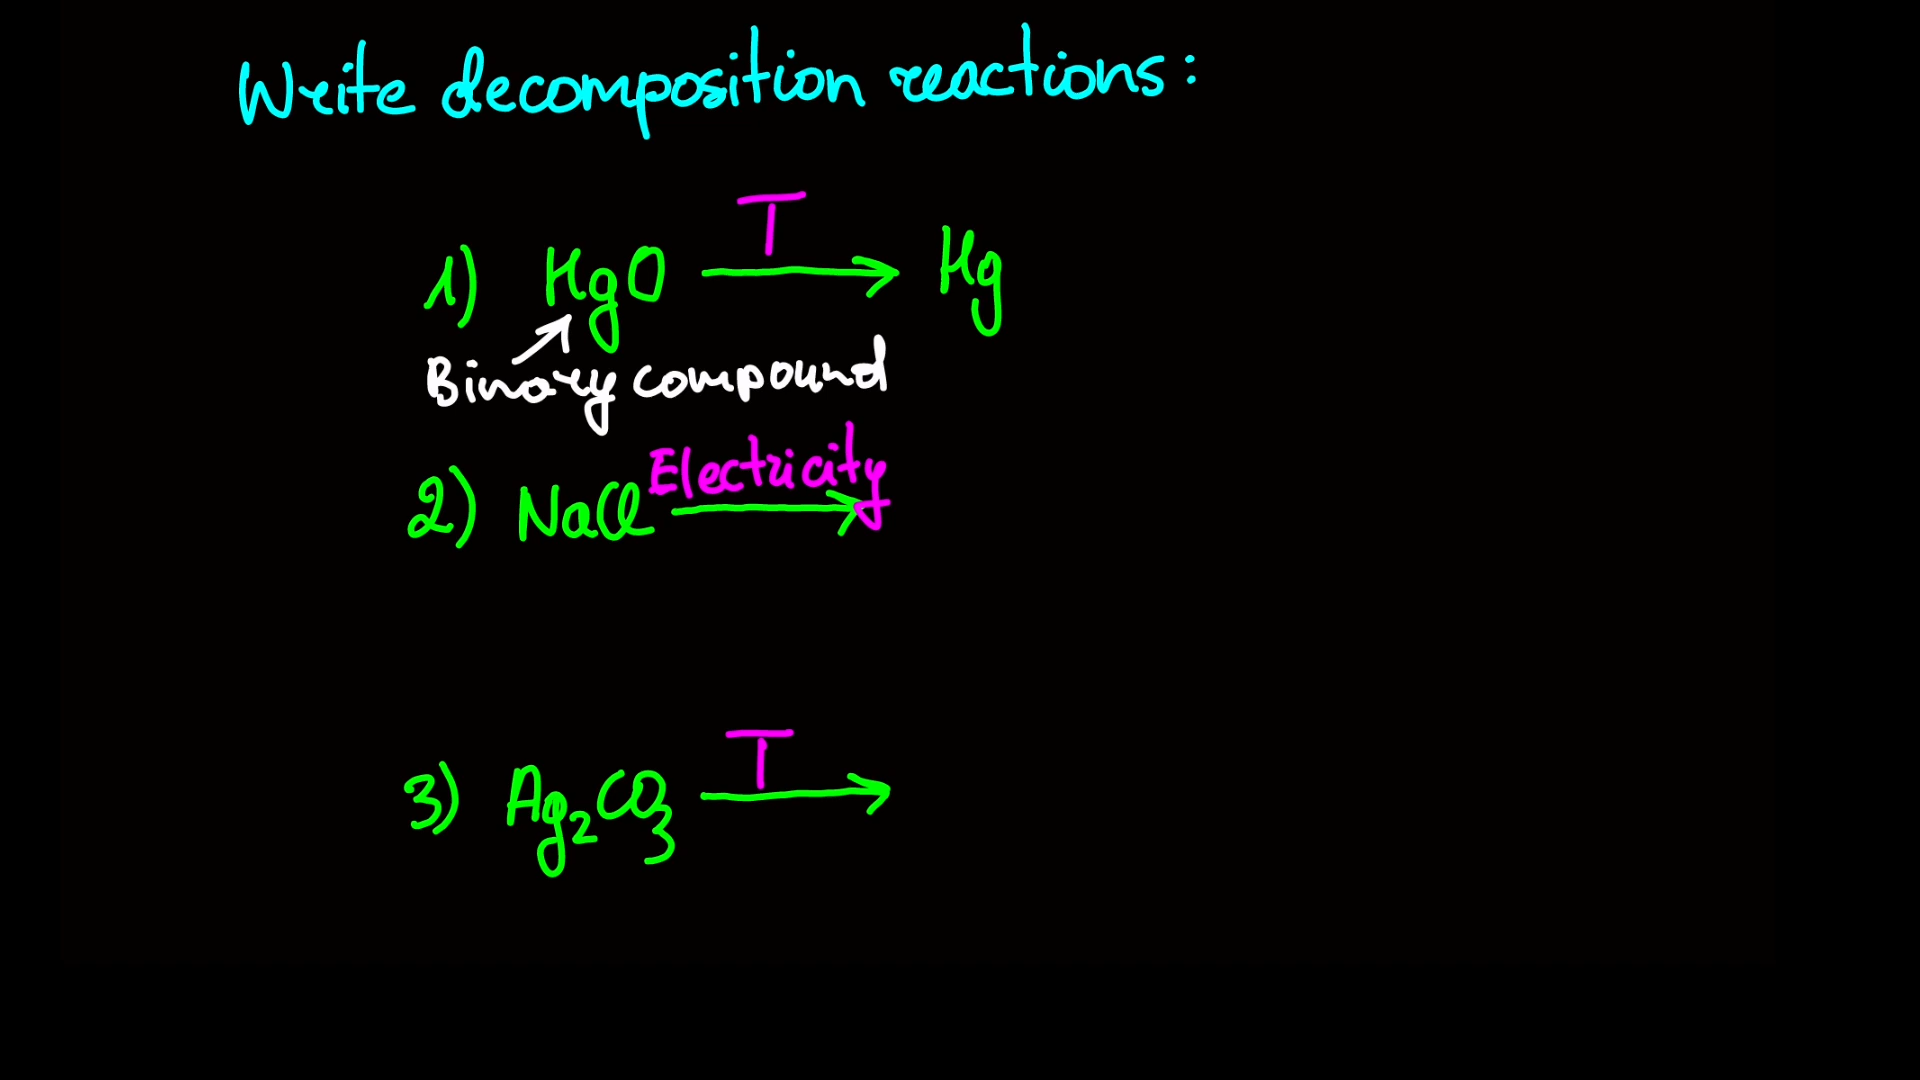 Write decomposition reactions:
T
1) HgO → Hg
Binary compound
Electricity
2) NaCl →
T
3) Ag₂CO₃ →